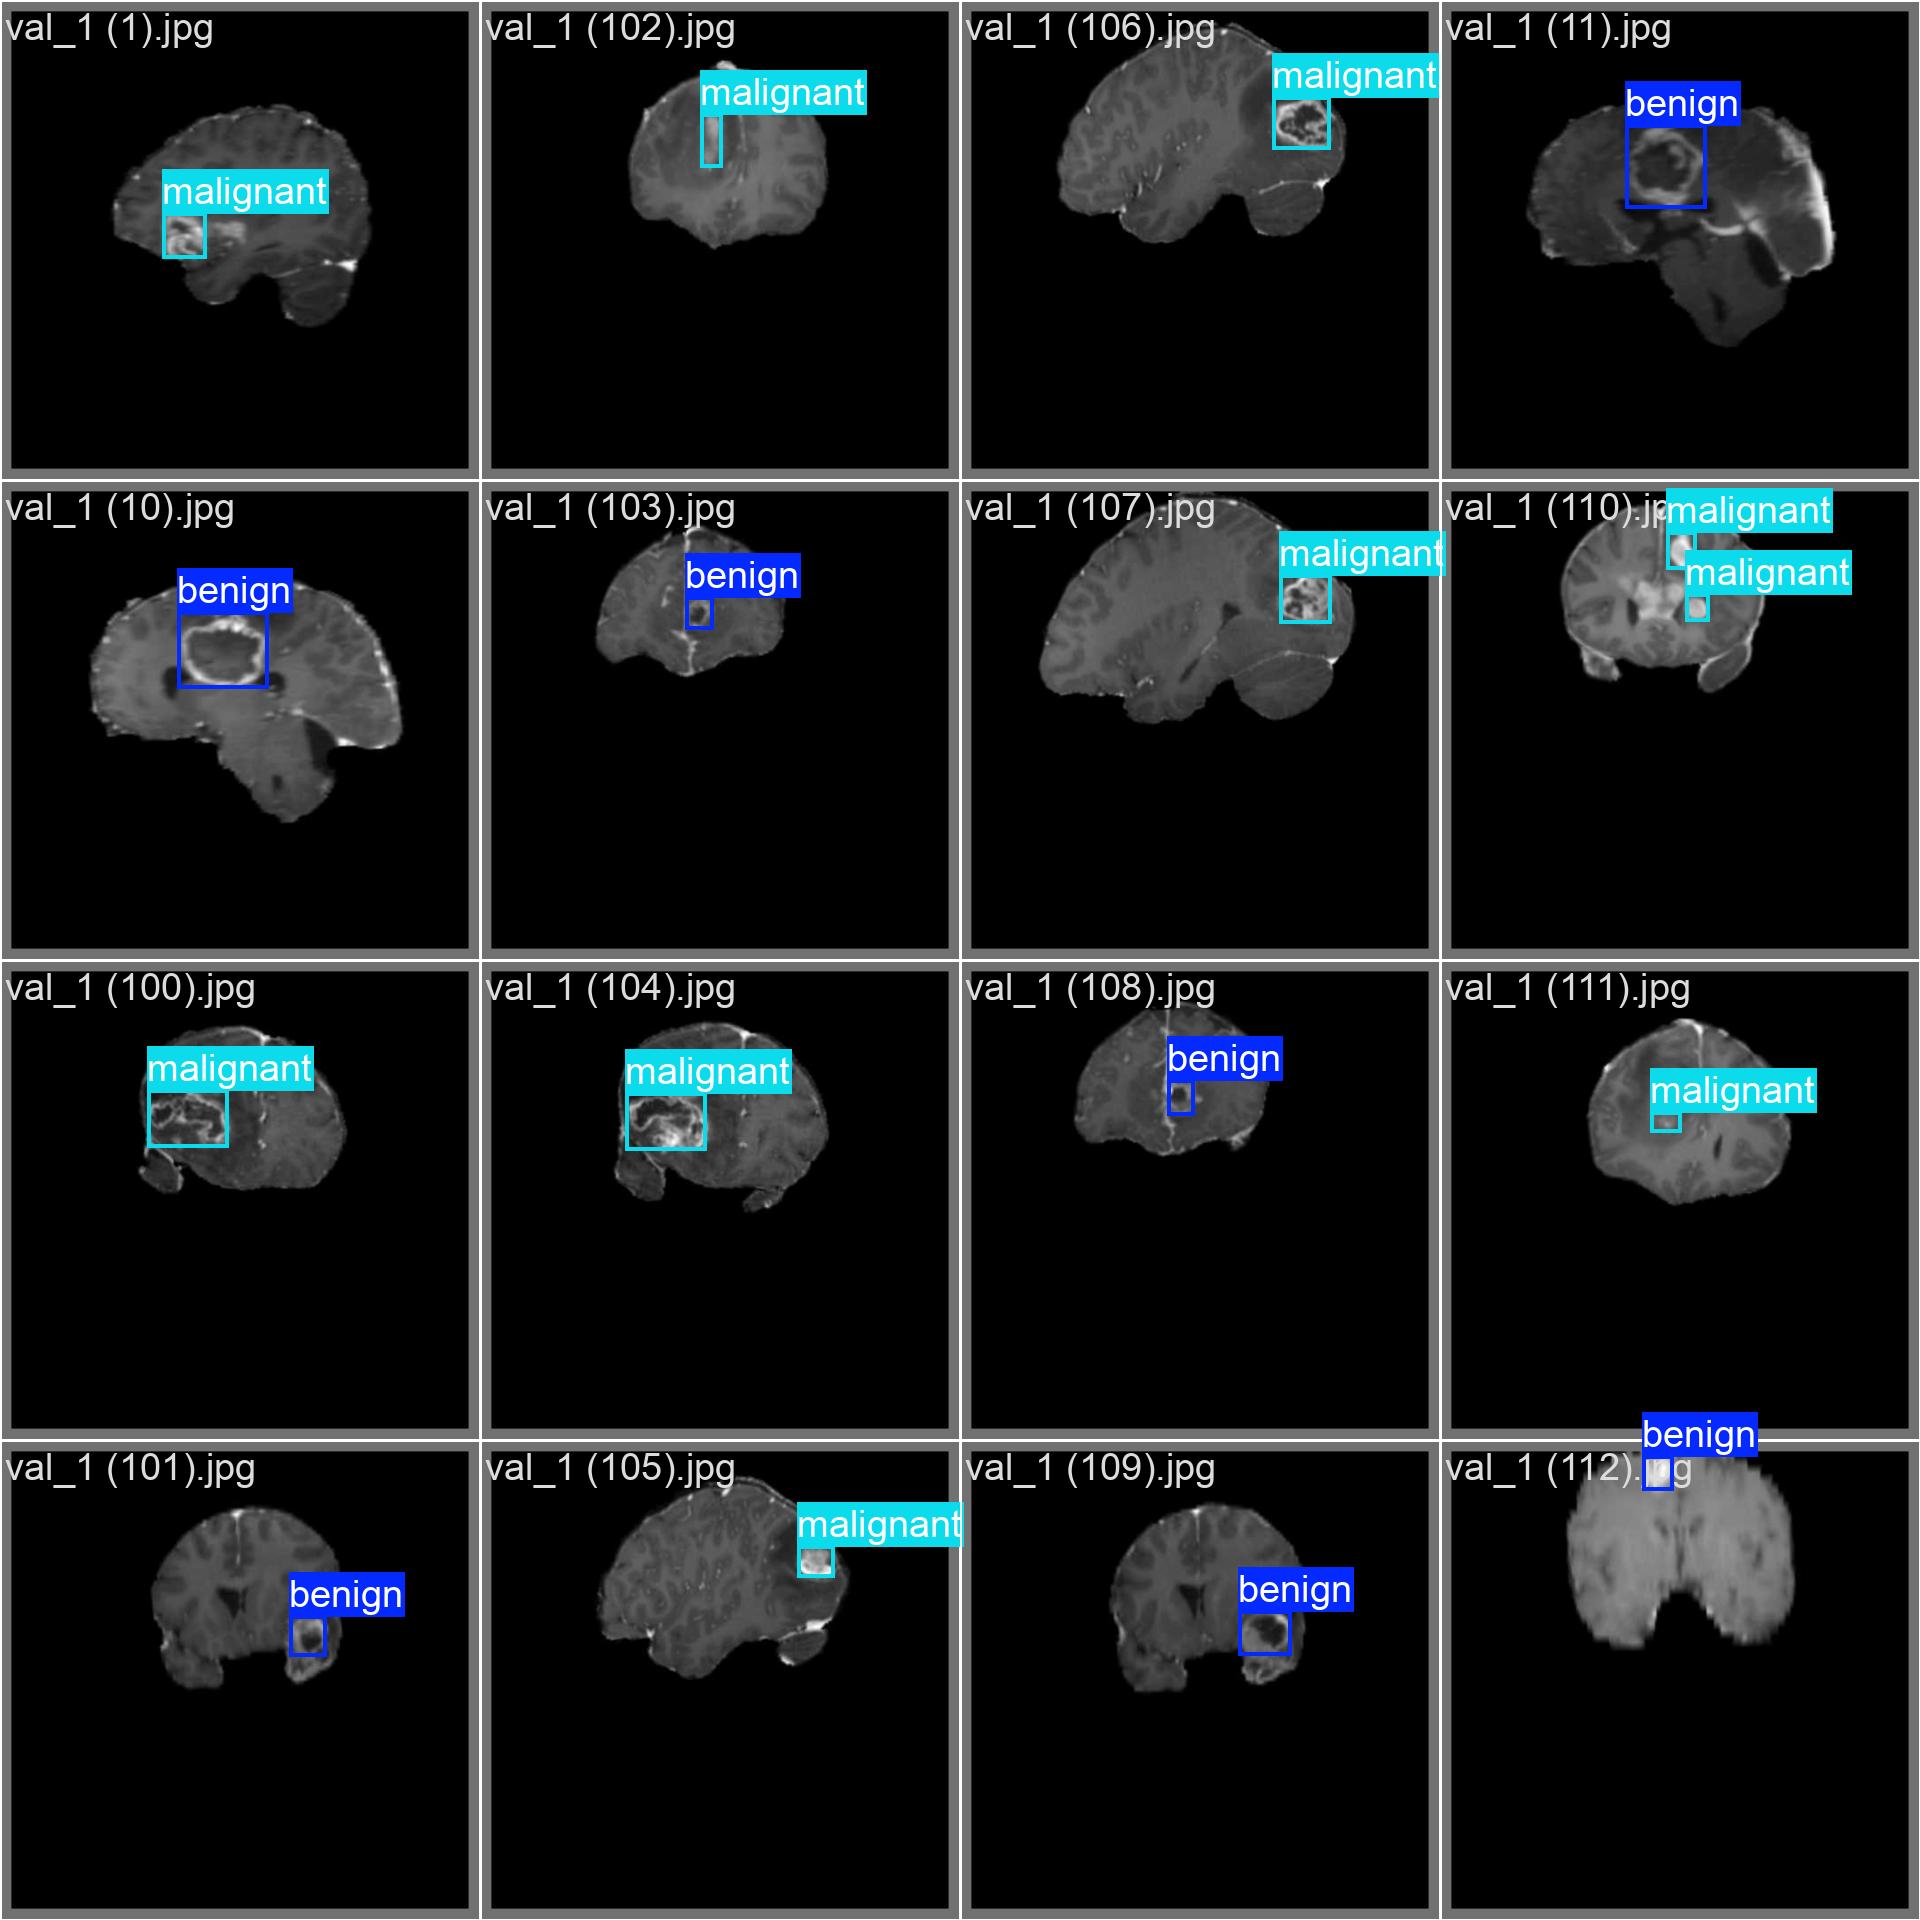 val_1 (1).jpg
malignant
val_1 (102).jpg
malignant
val_1 (106).jpg
malignant
val_1 (11).jpg
benign
val_1 (10).jpg
benign
val_1 (103).jpg
benign
val_1 (107).jpg
malignant
val_1 (110).jp
malignant
malignant
val_1 (100).jpg
malignant
val_1 (104).jpg
malignant
val_1 (108).jpg
benign
val_1 (111).jpg
malignant
val_1 (101).jpg
benign
val_1 (105).jpg
malignant
val_1 (109).jpg
benign
val_1 (112).jpg
benign